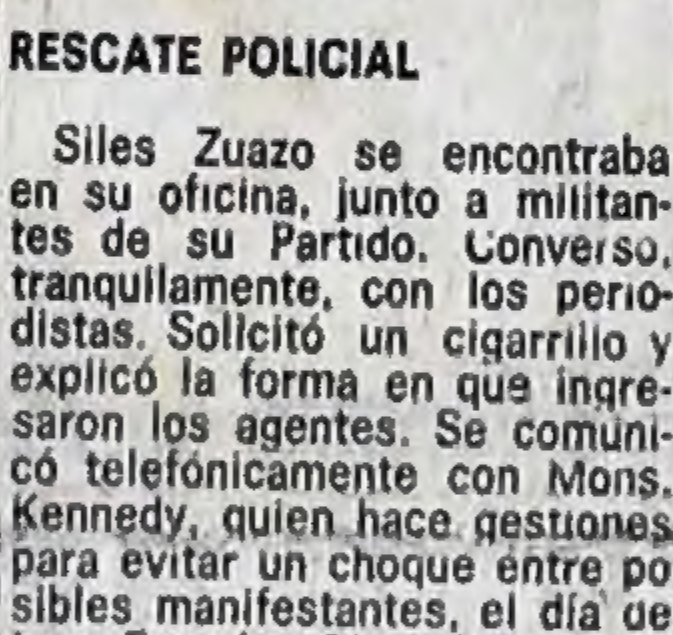 RESCATE POLICIAL
Siles Zuazo se encontraba
en su oficina, junto a militan-
tes de su Partido. Converso,
tranquilamente, con los perio-
distas. Solicitó un cigarrillo y
explicó la forma en que ingre-
saron los agentes. Se comuni-
có telefónicamente con Mons.
Kennedy, quien hace gestiones
para evitar un choque entre po
sibles manifestantes, el día de